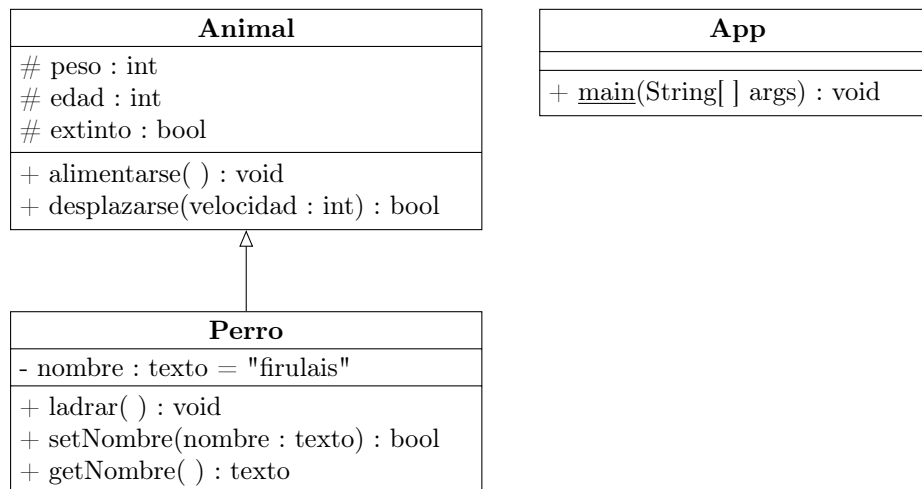 Animal
# peso : int
# edad : int
# extinto : bool
+ alimentarse( ) : void
+ desplazarse(velocidad : int) : bool
App
+ main(String[ ] args) : void
Perro
- nombre : texto = "firulais"
+ ladrar( ) : void
+ setNombre(nombre : texto) : bool
+ getNombre( ) : texto